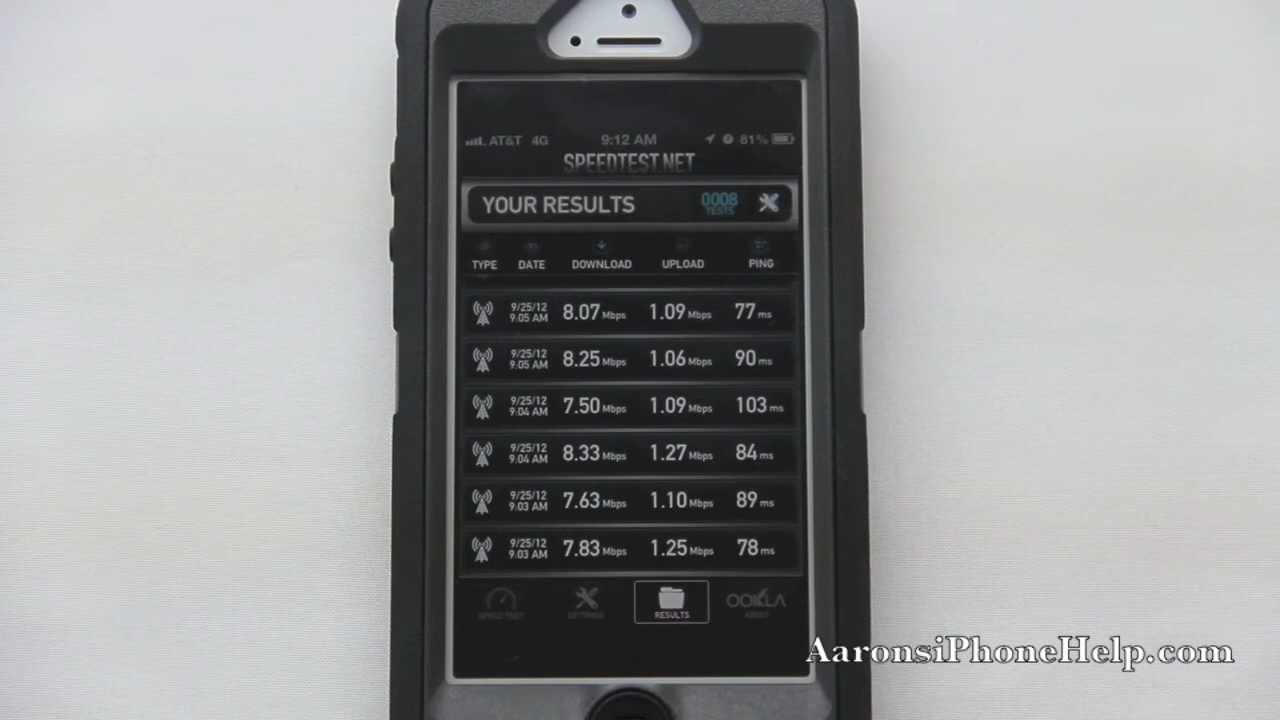 AT&T 4G 9:12 AM 81%
SPEEDTEST.NET
YOUR RESULTS 0008 TESTS
TYPE DATE DOWNLOAD UPLOAD PING
9/25/12 9:05 AM 8.07 Mbps 1.09 Mbps 77 ms
9/25/12 9:05 AM 8.25 Mbps 1.06 Mbps 90 ms
9/25/12 9:04 AM 7.50 Mbps 1.09 Mbps 103 ms
9/25/12 9:04 AM 8.33 Mbps 1.27 Mbps 84 ms
9/25/12 9:03 AM 7.63 Mbps 1.10 Mbps 89 ms
9/25/12 9:03 AM 7.83 Mbps 1.25 Mbps 78 ms
SPEED TEST SETTINGS RESULTS OOKLA ABOUT
AaronsiPhoneHelp.com